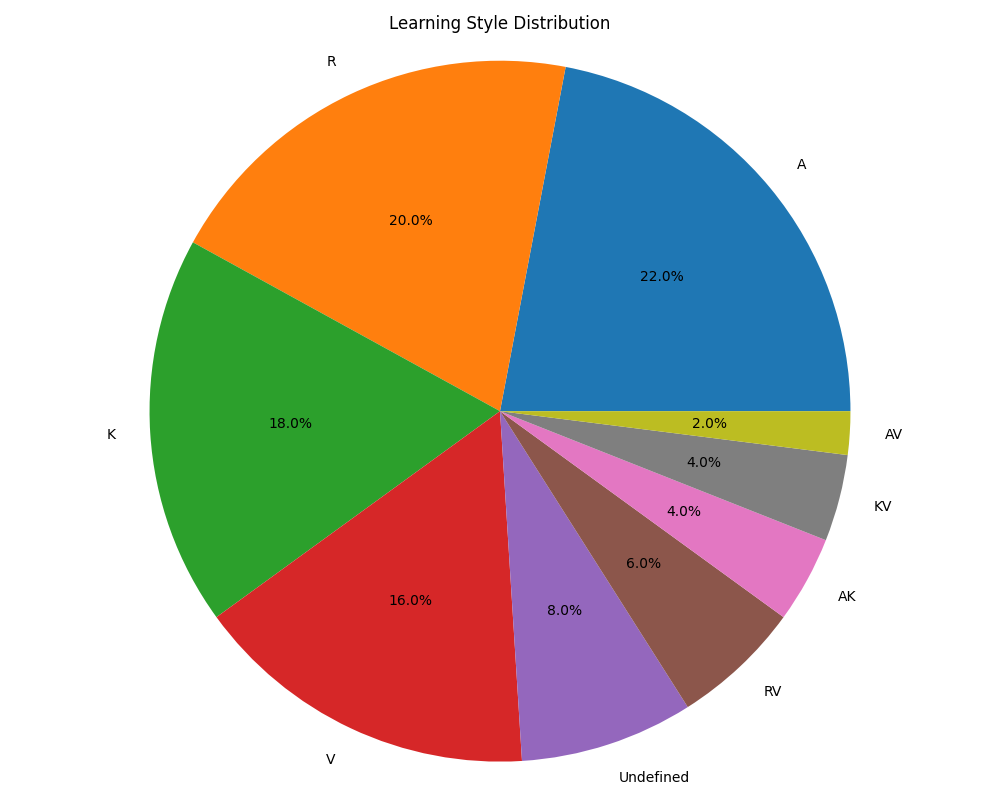 Learning Style Distribution
R
A
20.0%
22.0%
K
18.0%
2.0%
AV
4.0%
KV
4.0%
AK
16.0%
6.0%
8.0%
RV
V
Undefined